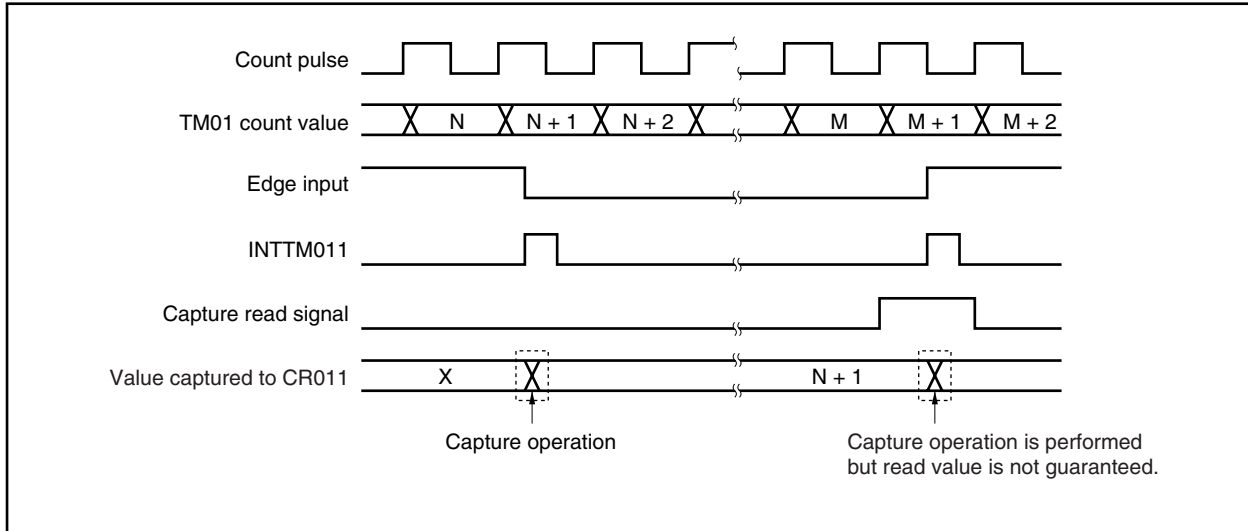 Count pulse
TM01 count value
N
N + 1
N + 2
M
M + 1
M + 2
Edge input
INTTM011
Capture read signal
Value captured to CR011
X
N + 1
Capture operation
Capture operation is performed
but read value is not guaranteed.